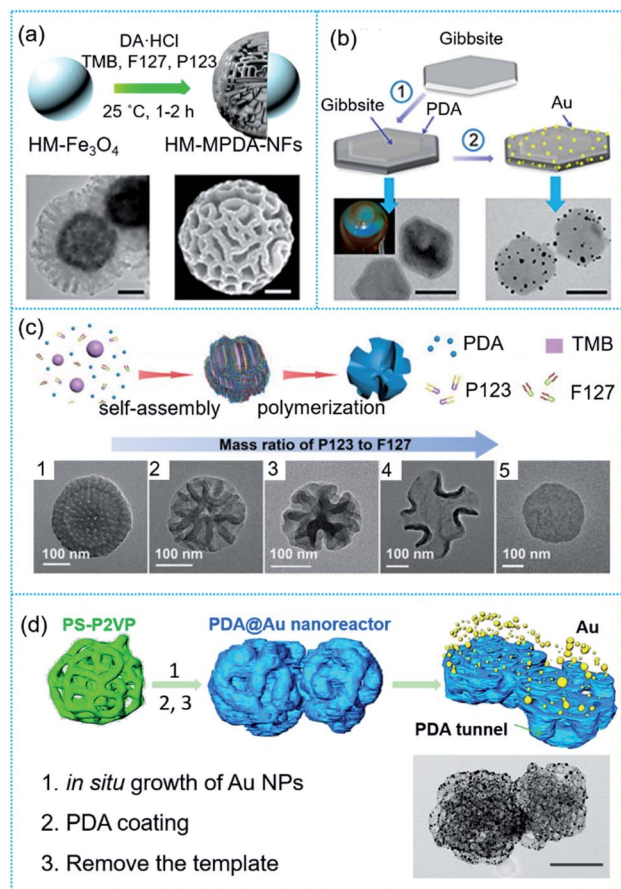 (a)
DA·HCl
TMB, F127, P123
25 °C, 1-2 h
HM-Fe₃O₄
HM-MPDA-NFs
(b)
Gibbsite
1
Gibbsite
PDA
Au
2
(c)
self-assembly
polymerization
PDA
TMB
P123
F127
Mass ratio of P123 to F127
1
2
3
4
5
100 nm
100 nm
100 nm
100 nm
100 nm
(d)
PS-P2VP
PDA@Au nanoreactor
Au
1
2, 3
PDA tunnel
1. in situ growth of Au NPs
2. PDA coating
3. Remove the template